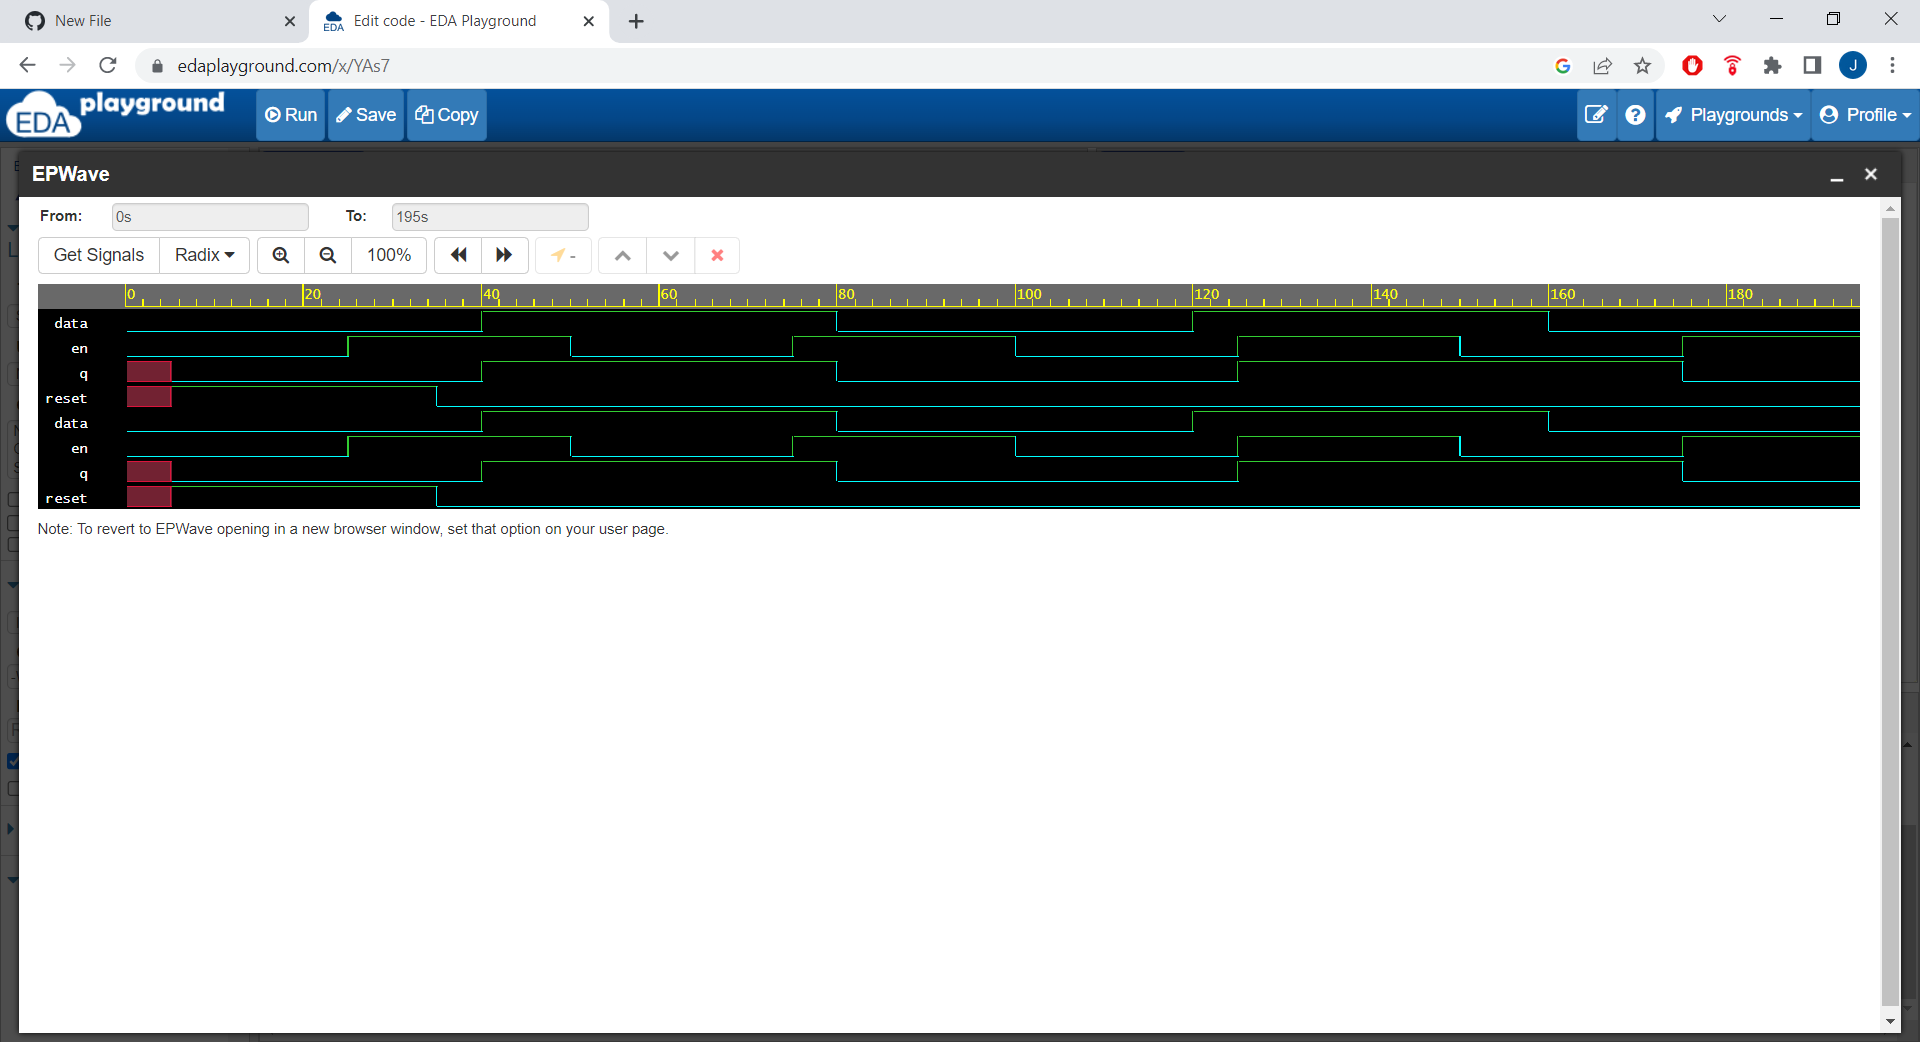 New File
Edit code - EDA Playground
edaplayground.com/x/YAs7
J
EDA playground
Run
Save
Copy
Playgrounds
Profile
EPWave
From:
0s
To:
195s
Get Signals
Radix
100%
-
0 20 40 60 80 100 120 140 160 180
data
en
q
reset
data
en
q
reset
Note: To revert to EPWave opening in a new browser window, set that option on your user page.